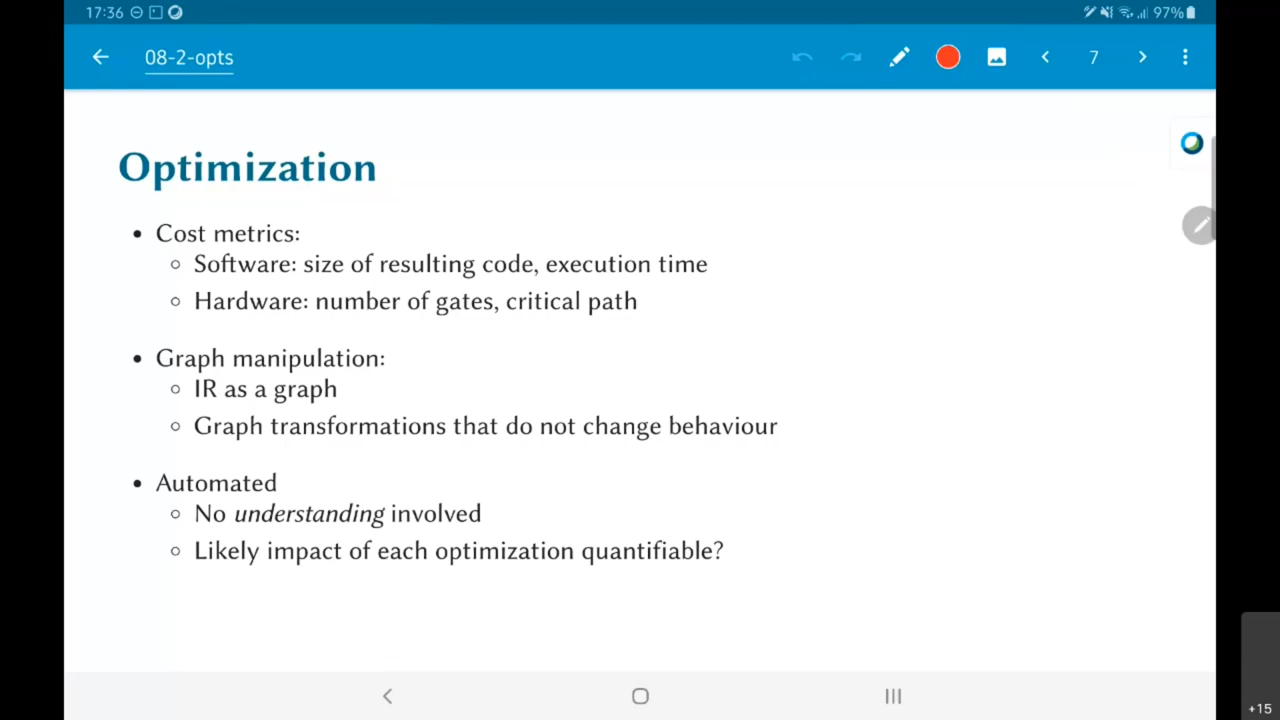 17:36
97%
08-2-opts
7
Optimization
• Cost metrics:
◦ Software: size of resulting code, execution time
◦ Hardware: number of gates, critical path
• Graph manipulation:
◦ IR as a graph
◦ Graph transformations that do not change behaviour
• Automated
◦ No understanding involved
◦ Likely impact of each optimization quantifiable?
+15